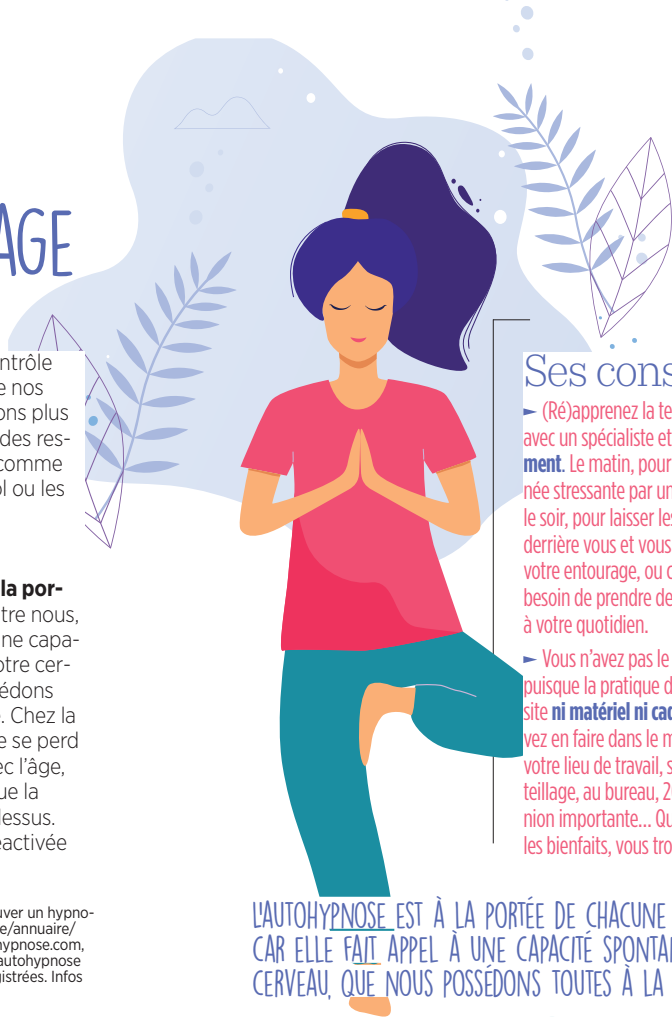 AGE
ntrôle
e nos
ons plus
des res-
comme
ol ou les
la por-
tre nous,
ne capa-
otre cer-
édons
. Chez la
e se perd
ec l'âge,
ue la
lessus.
éactivée
uver un hypno-
e/annuaire/
hypnose.com,
autohypnose
gistrées. Infos
Ses cons
► (Ré)apprenez la te
avec un spécialiste et
ment. Le matin, pour
née stressante par un
le soir, pour laisser les
derrière vous et vous
votre entourage, ou d
besoin de prendre de
à votre quotidien.
► Vous n'avez pas le
puisque la pratique d
site ni matériel ni cad
vez en faire dans le m
votre lieu de travail, s
teillage, au bureau, 2
nion importante... Qu
les bienfaits, vous tro
L'AUTOHYPNOSE EST À LA PORTÉE DE CHACUNE
CAR ELLE FAIT APPEL À UNE CAPACITÉ SPONTA
CERVEAU, QUE NOUS POSSÉDONS TOUTES À LA